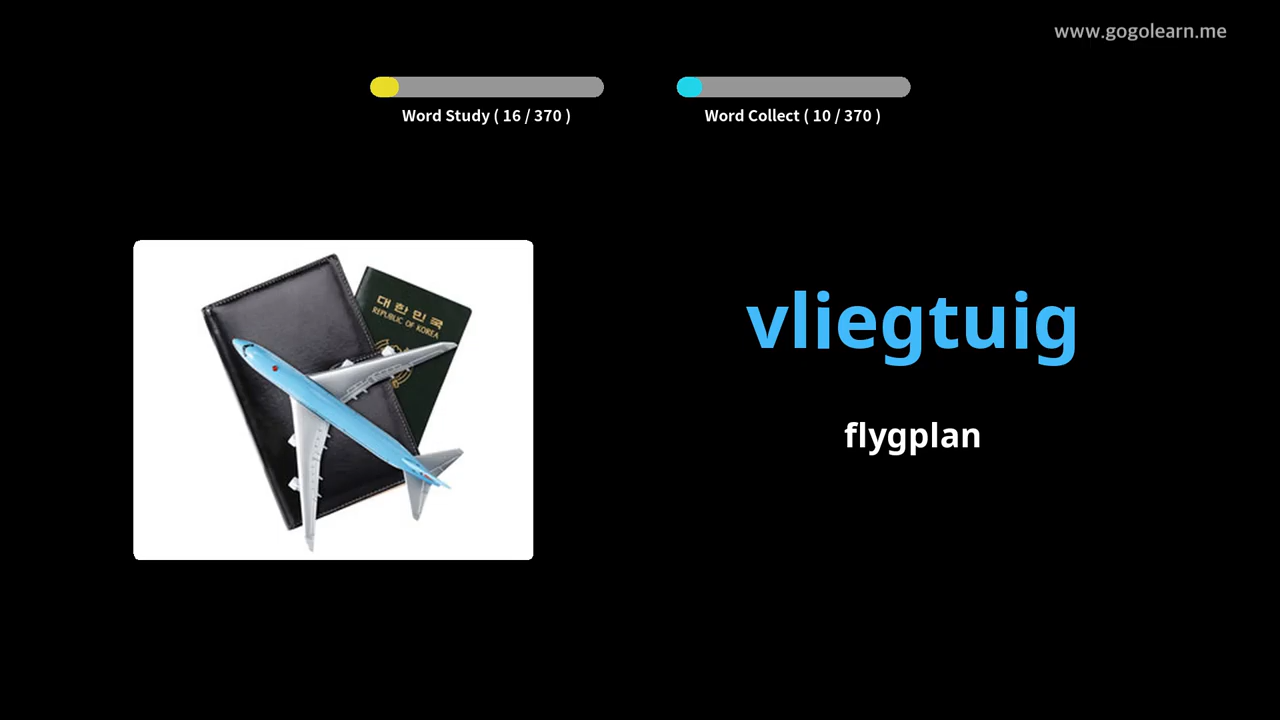 www.gogolearn.me
Word Study ( 16 / 370 )
Word Collect ( 10 / 370 )
대한민국
REPUBLIC OF KOREA
vliegtuig
flygplan